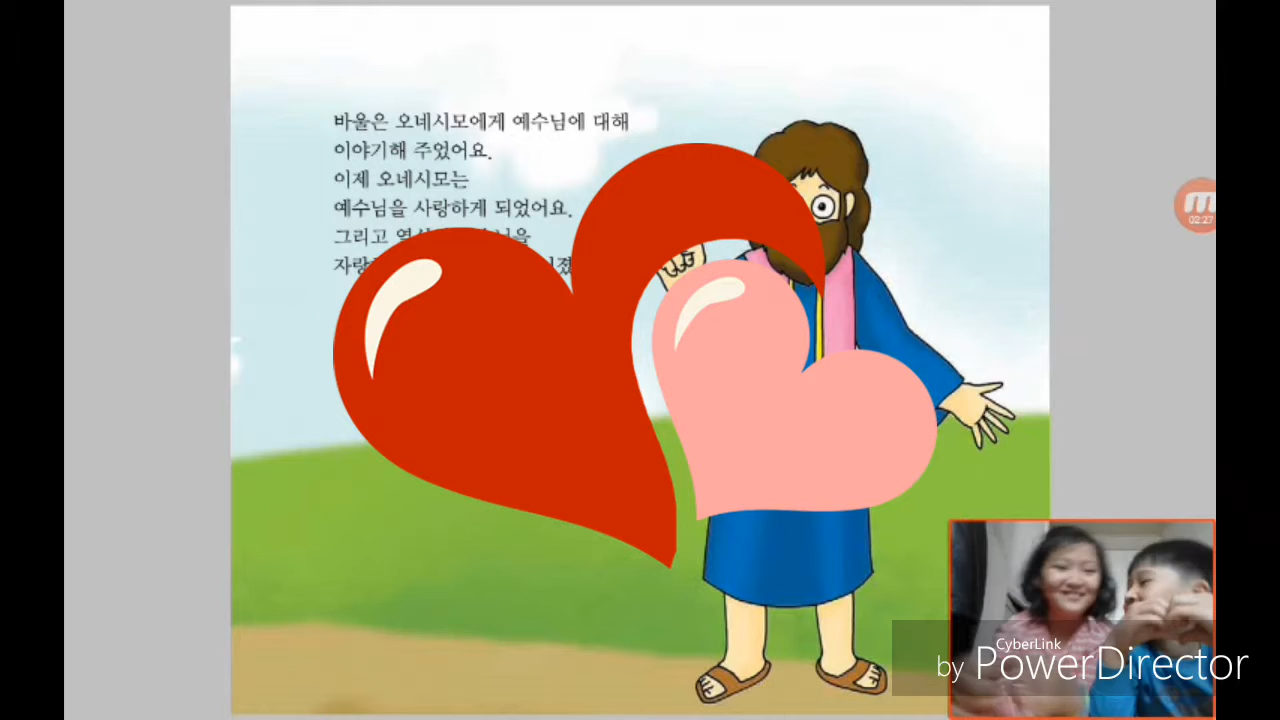 바울은 오네시모에게 예수님에 대해
이야기해 주었어요.
이제 오네시모는
예수님을 사랑하게 되었어요.
그리고
02:27
CyberLink
by PowerDirector